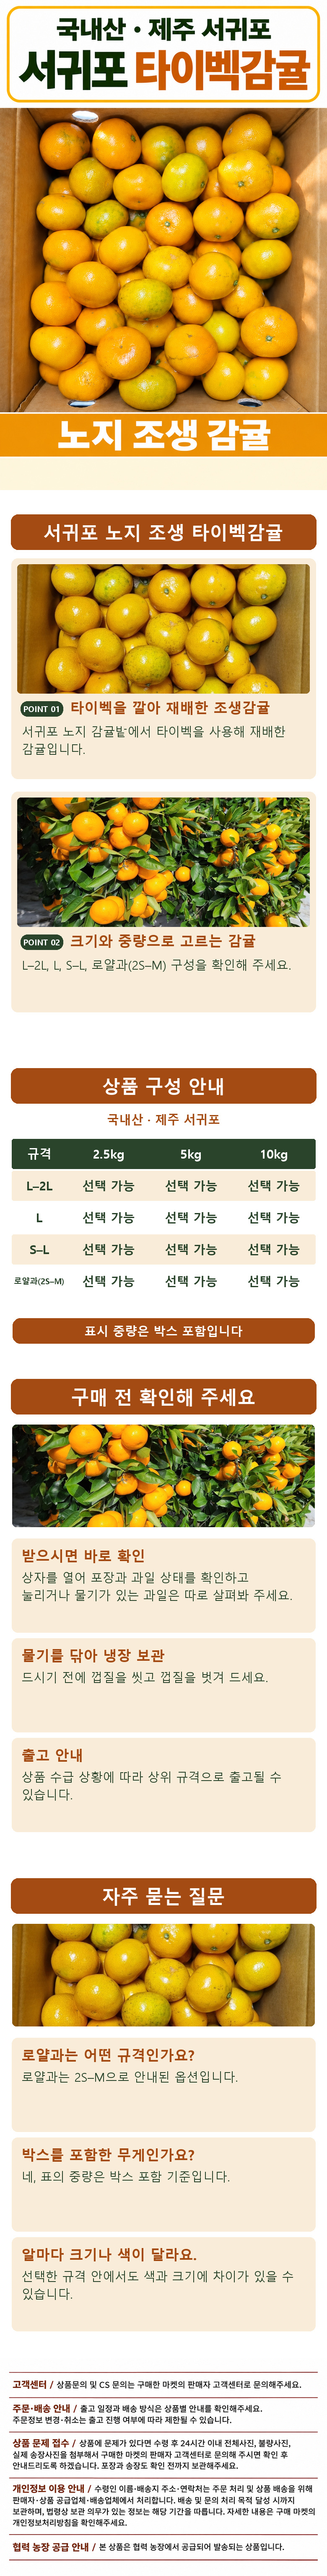 국내산 · 제주 서귀포
서귀포 타이벡감귤
노지 조생 감귤
서귀포 노지 조생 타이벡감귤
POINT 01 타이벡을 깔아 재배한 조생감귤
서귀포 노지 감귤밭에서 타이벡을 사용해 재배한
감귤입니다.
POINT 02 크기와 중량으로 고르는 감귤
L–2L, L, S–L, 로얄과(2S–M) 구성을 확인해 주세요.
상품 구성 안내
국내산 · 제주 서귀포
규격 2.5kg 5kg 10kg
L–2L 선택 가능 선택 가능 선택 가능
L 선택 가능 선택 가능 선택 가능
S–L 선택 가능 선택 가능 선택 가능
로얄과(2S–M) 선택 가능 선택 가능 선택 가능
표시 중량은 박스 포함입니다
구매 전 확인해 주세요
받으시면 바로 확인
상자를 열어 포장과 과일 상태를 확인하고
눌리거나 물기가 있는 과일은 따로 살펴봐 주세요.
물기를 닦아 냉장 보관
드시기 전에 껍질을 씻고 껍질을 벗겨 드세요.
출고 안내
상품 수급 상황에 따라 상위 규격으로 출고될 수
있습니다.
자주 묻는 질문
로얄과는 어떤 규격인가요?
로얄과는 2S–M으로 안내된 옵션입니다.
박스를 포함한 무게인가요?
네, 표의 중량은 박스 포함 기준입니다.
알마다 크기나 색이 달라요.
선택한 규격 안에서도 색과 크기에 차이가 있을 수
있습니다.
고객센터 / 상품문의 및 CS 문의는 구매한 마켓의 판매자 고객센터로 문의해주세요.
주문·배송 안내 / 출고 일정과 배송 방식은 상품별 안내를 확인해주세요.
주문정보 변경·취소는 출고 진행 여부에 따라 제한될 수 있습니다.
상품 문제 접수 / 상품에 문제가 있다면 수령 후 24시간 이내 전체사진, 불량사진,
실제 송장사진을 첨부해서 구매한 마켓의 판매자 고객센터로 문의해 주시면 확인 후
안내드리도록 하겠습니다. 포장과 송장도 확인 전까지 보관해주세요.
개인정보 이용 안내 / 수령인 이름·배송지 주소·연락처는 주문 처리 및 상품 배송을 위해
판매자·상품 공급업체·배송업체에서 처리합니다. 배송 및 문의 처리 목적 달성 시까지
보관하며, 법령상 보관 의무가 있는 정보는 해당 기간을 따릅니다. 자세한 내용은 구매 마켓의
개인정보처리방침을 확인해주세요.
협력 농장 공급 안내 / 본 상품은 협력 농장에서 공급되어 발송되는 상품입니다.